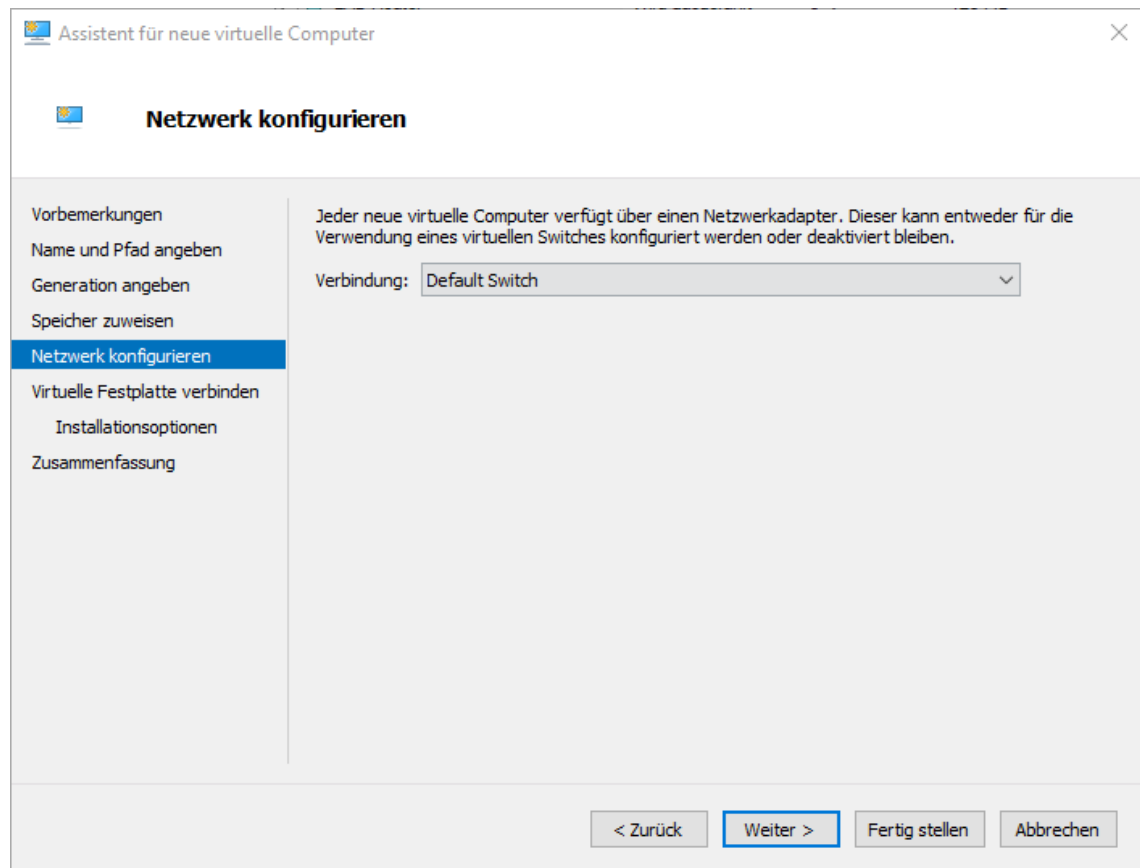 Assistent für neue virtuelle Computer
Netzwerk konfigurieren
Vorbemerkungen
Name und Pfad angeben
Generation angeben
Speicher zuweisen
Netzwerk konfigurieren
Virtuelle Festplatte verbinden
Installationsoptionen
Zusammenfassung
Jeder neue virtuelle Computer verfügt über einen Netzwerkadapter. Dieser kann entweder für die
Verwendung eines virtuellen Switches konfiguriert werden oder deaktiviert bleiben.
Verbindung: Default Switch
< Zurück Weiter > Fertig stellen Abbrechen